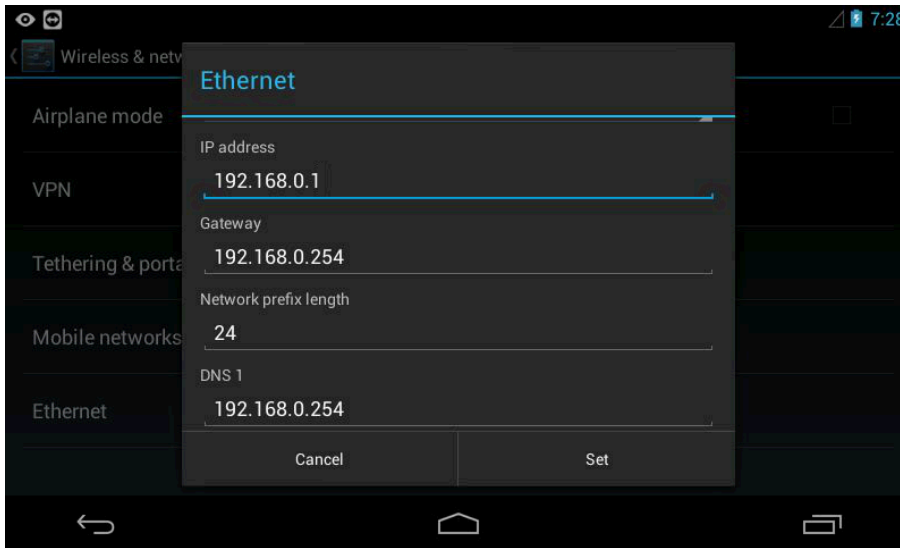 7:28
Wireless & netw
Ethernet
Airplane mode
IP address
192.168.0.1
VPN
Gateway
192.168.0.254
Tethering & porta
Network prefix length
24
Mobile networks
DNS 1
192.168.0.254
Ethernet
Cancel
Set